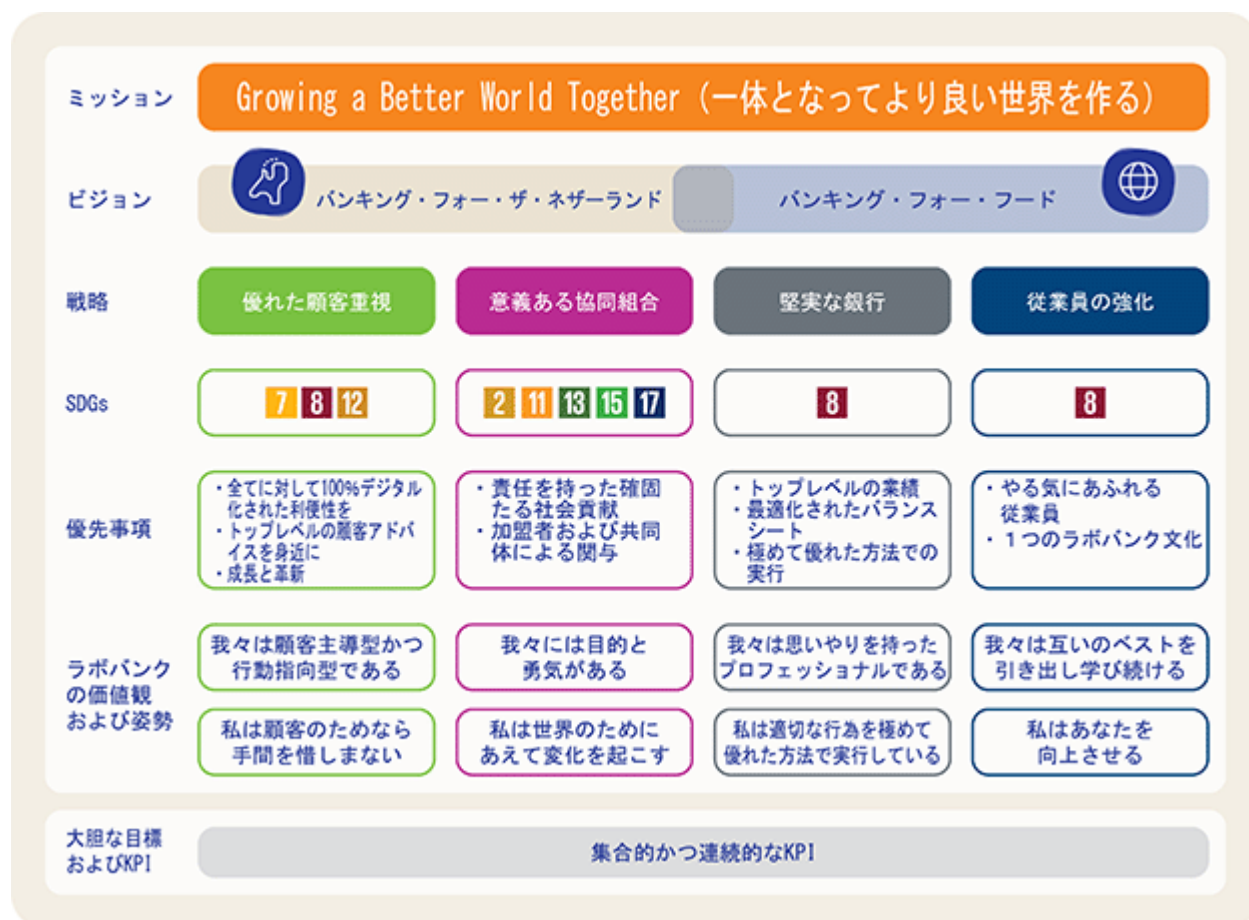 ミッション
Growing a Better World Together (一体となってより良い世界を作る)
ビジョン
バンキング・フォー・ザ・ネザーランド
バンキング・フォー・フード
戦略
優れた顧客重視
意義ある協同組合
堅実な銀行
従業員の強化
SDGs
7 8 12
2 11 13 15 17
8
8
優先事項
・全てに対して100%デジタル
化された利便性を
・トップレベルの顧客アドバ
イスを身近に
・成長と革新
・責任を持った確固
たる社会貢献
・加盟者および共同
体による関与
・トップレベルの業績
・最適化されたバランス
シート
・極めて優れた方法での
実行
・やる気にあふれる
従業員
・１つのラボバンク文化
ラボバンク
の価値観
および姿勢
我々は顧客主導型かつ
行動指向型である
我々には目的と
勇気がある
我々は思いやりを持った
プロフェッショナルである
我々は互いのベストを
引き出し学び続ける
私は顧客のためなら
手間を惜しまない
私は世界のために
あえて変化を起こす
私は適切な行為を極めて
優れた方法で実行している
私はあなたを
向上させる
大胆な目標
およびKPI
集合的かつ連続的なKPI